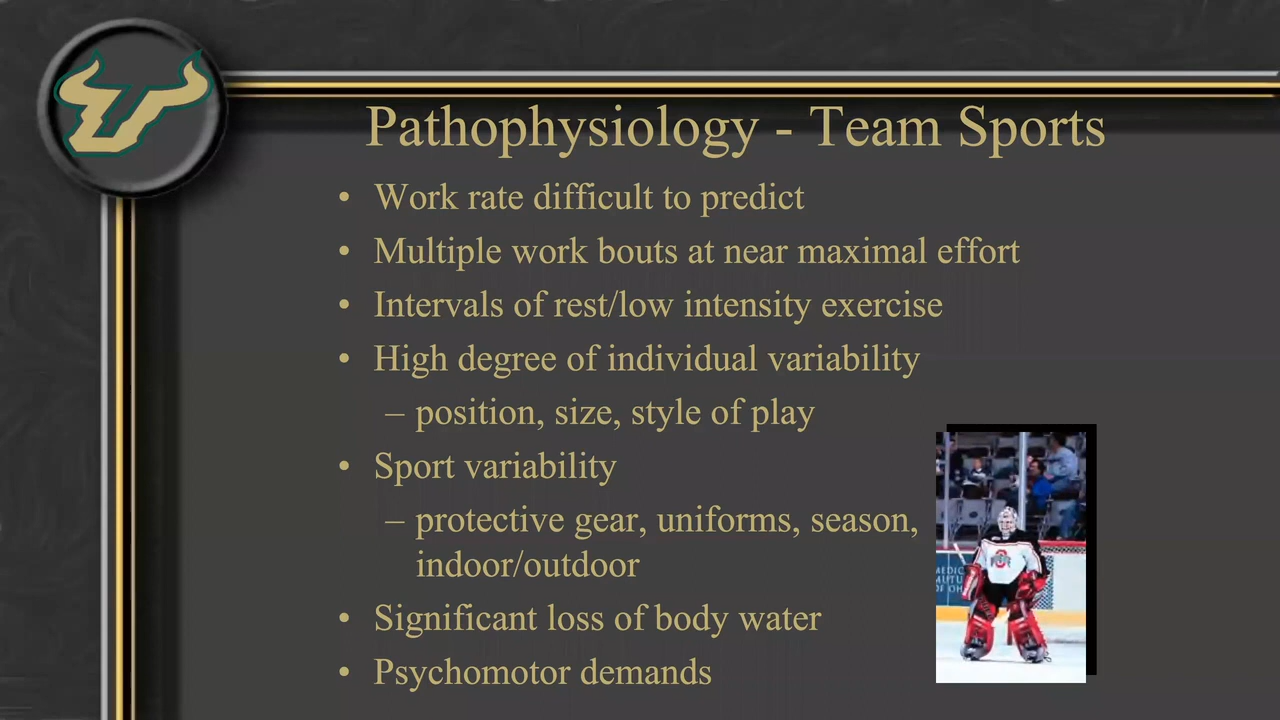 Pathophysiology - Team Sports
• Work rate difficult to predict
• Multiple work bouts at near maximal effort
• Intervals of rest/low intensity exercise
• High degree of individual variability
– position, size, style of play
• Sport variability
– protective gear, uniforms, season,
indoor/outdoor
• Significant loss of body water
• Psychomotor demands